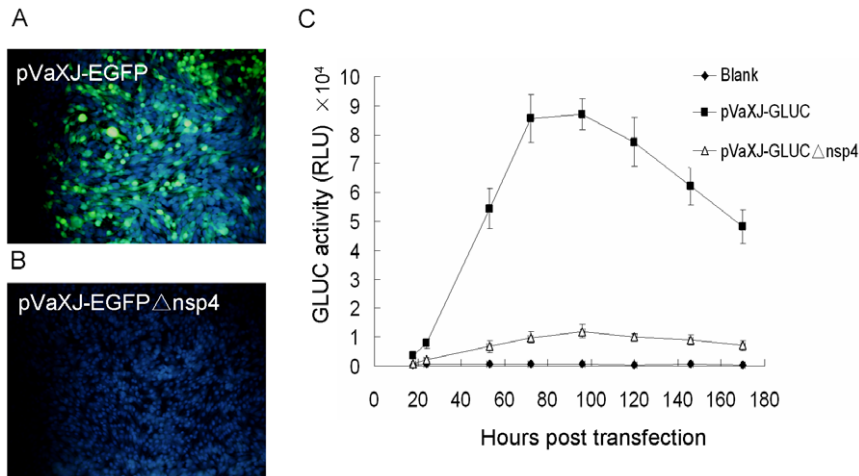 A
pVaXJ-EGFP
B
pVaXJ-EGFP△nsp4
C
GLUC activity (RLU) ×10⁴
10
9
8
7
6
5
4
3
2
1
0
0 20 40 60 80 100 120 140 160 180
Hours post transfection
Blank
pVaXJ-GLUC
pVaXJ-GLUC△nsp4